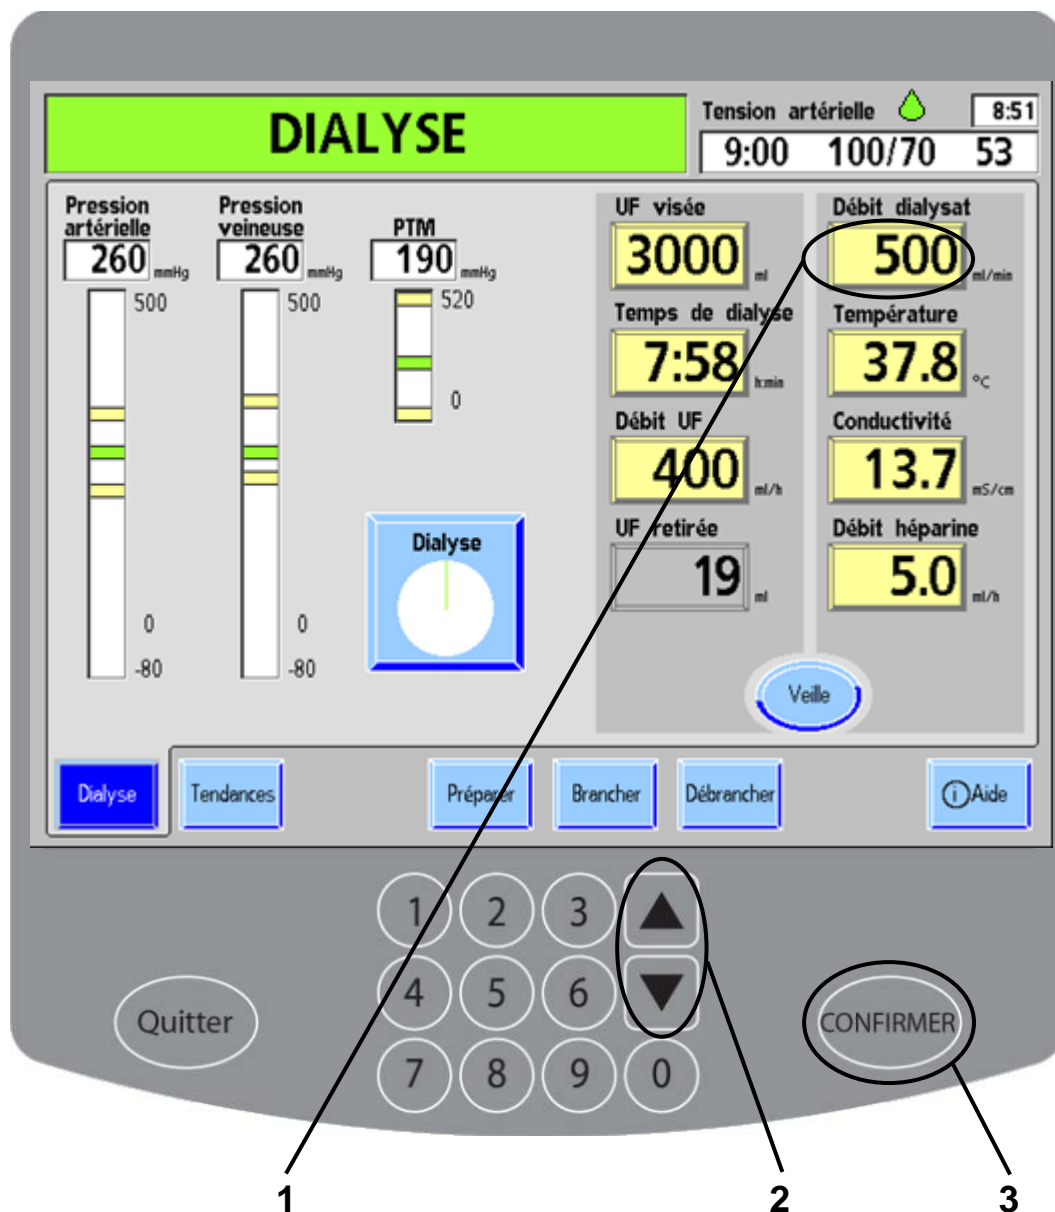 DIALYSE
Tension artérielle 8:51
9:00 100/70 53
Pression
artérielle
260 mmHg
500
0
-80
Pression
veineuse
260 mmHg
500
0
-80
PTM
190 mmHg
520
0
Dialyse
UF visée
3000 ml
Temps de dialyse
7:58 h:min
Débit UF
400 ml/h
UF retirée
19 ml
Débit dialysat
500 ml/min
Température
37.8 °C
Conductivité
13.7 mS/cm
Débit héparine
5.0 ml/h
Veille
Dialyse Tendances Préparer Brancher Débrancher iAide
1 2 3
4 5 6
7 8 9 0
Quitter
CONFIRMER
1 2 3